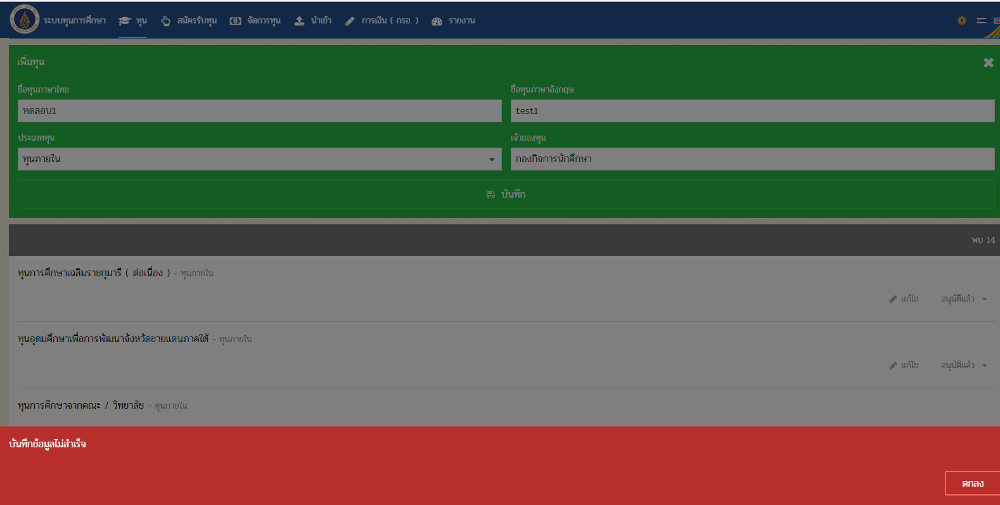 ระบบทุนการศึกษา ทุน สมัครรับทุน จัดการทุน นำเข้า การเงิน ( กรอ. ) รายงาน
เพิ่มทุน
ชื่อทุนภาษาไทย ชื่อทุนภาษาอังกฤษ
ทดสอบ1 test1
ประเภททุน เจ้าของทุน
ทุนภายใน กองกิจการนักศึกษา
บันทึก
พบ 14
ทุนการศึกษาเฉลิมราชกุมารี ( ต่อเนื่อง ) - ทุนภายใน
แก้ไข อนุมัติแล้ว
ทุนอุดมศึกษาเพื่อการพัฒนาจังหวัดชายแดนภาคใต้ - ทุนภายใน
แก้ไข อนุมัติแล้ว
ทุนการศึกษาจากคณะ / วิทยาลัย - ทุนภายใน
บันทึกข้อมูลไม่สำเร็จ
ตกลง